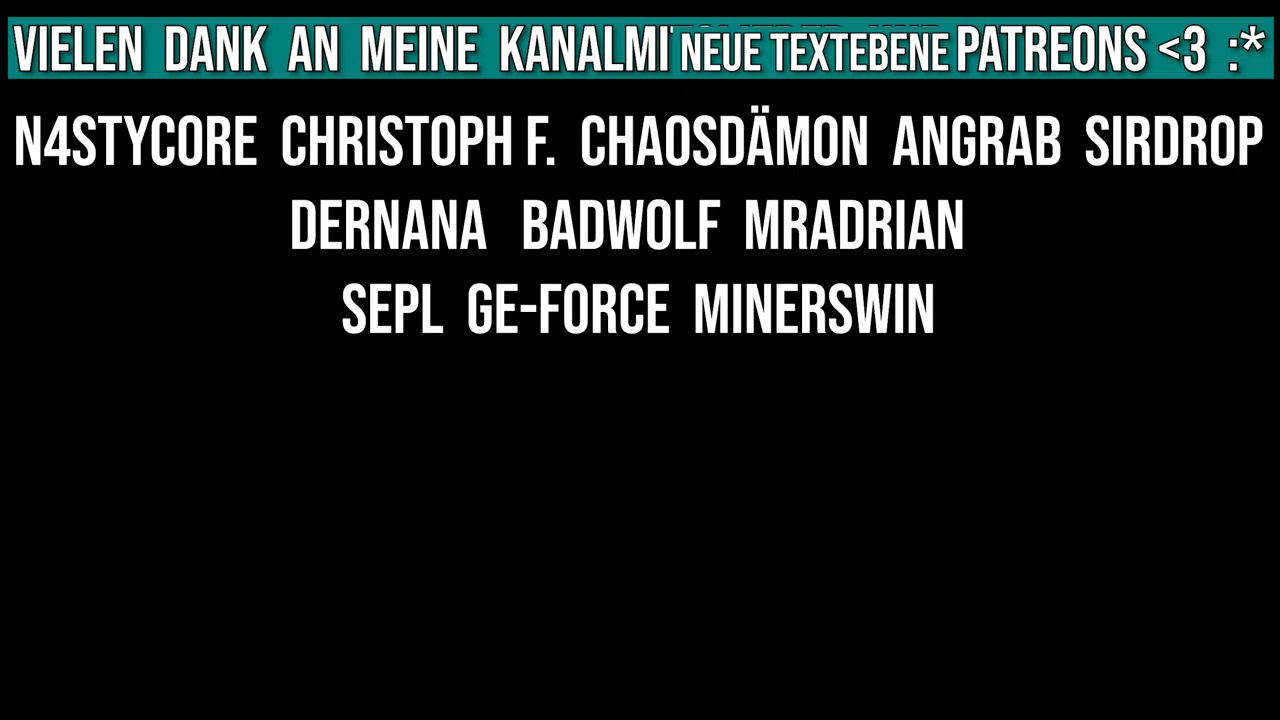 VIELEN DANK AN MEINE KANALMI NEUE TEXTEBENE PATREONS <3 :*
N4STYCORE CHRISTOPH F. CHAOSDÄMON ANGRAB SIRDROP
DERNANA BADWOLF MRADRIAN
SEPL GE-FORCE MINERSWIN